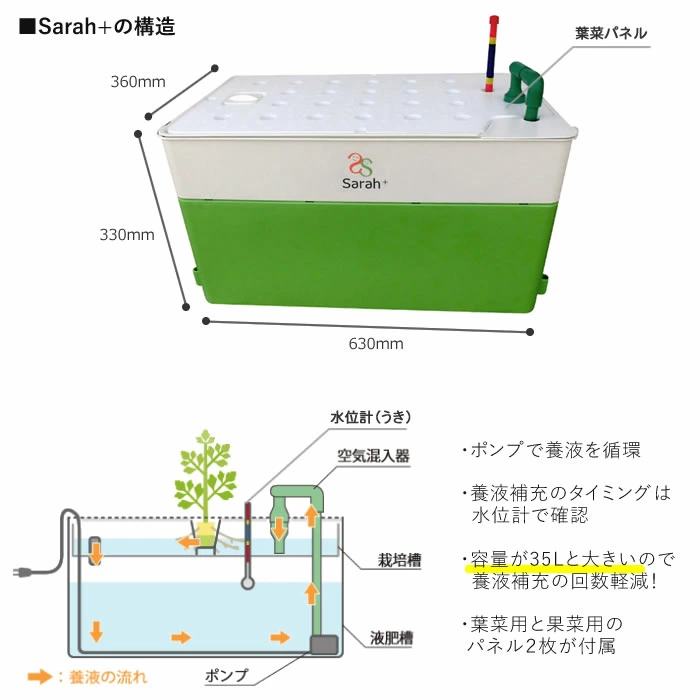 ■Sarah+の構造
葉菜パネル
360mm
Sarah+
330mm
630mm
水位計(うき)
空気混入器
栽培槽
液肥槽
ポンプ
:養液の流れ
・ポンプで養液を循環
・養液補充のタイミングは
水位計で確認
・容量が35Lと大きいので
養液補充の回数軽減!
・葉菜用と果菜用の
パネル2枚が付属